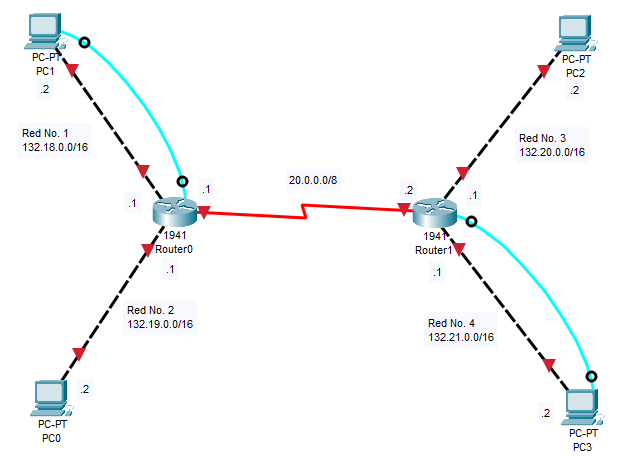 PC-PT
PC1
.2
Red No. 1
132.18.0.0/16
.1
.1
1941
Router0
.1
Red No. 2
132.19.0.0/16
.2
PC-PT
PC0
20.0.0.0/8
PC-PT
PC2
.2
Red No. 3
132.20.0.0/16
.2
.1
1941
Router1
.1
Red No. 4
132.21.0.0/16
.2
PC-PT
PC3